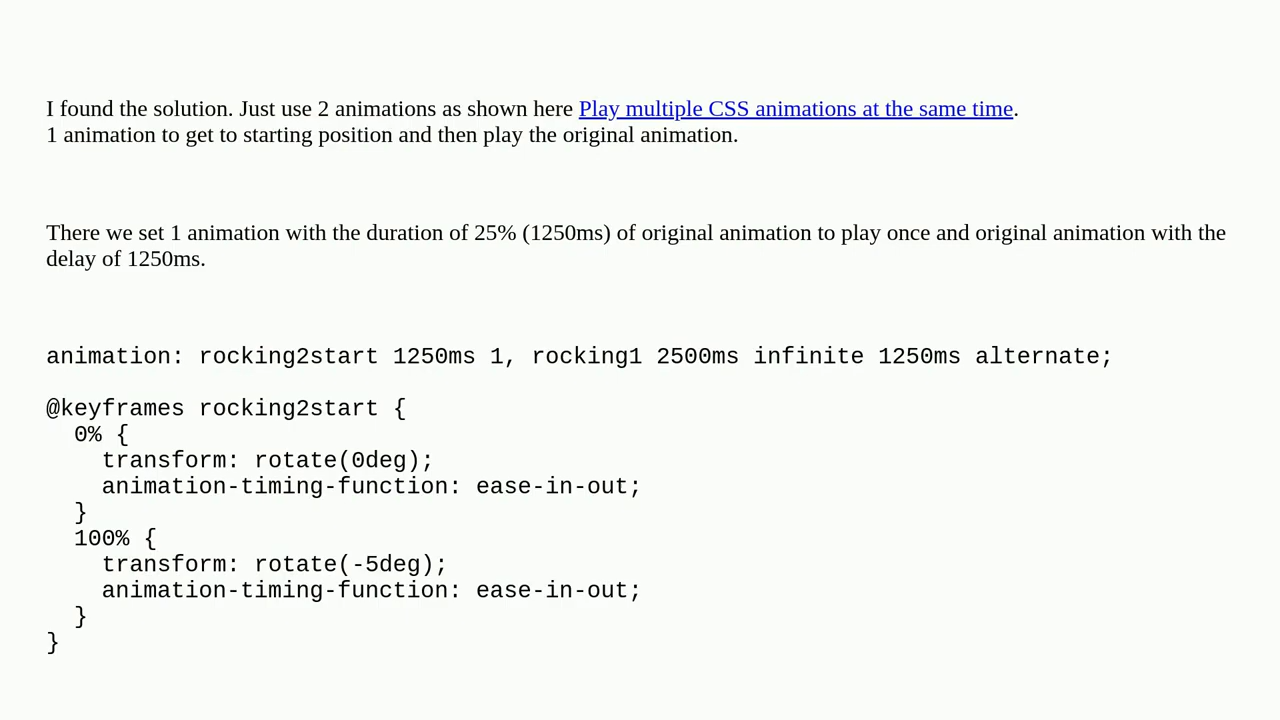 I found the solution. Just use 2 animations as shown here Play multiple CSS animations at the same time.
1 animation to get to starting position and then play the original animation.
There we set 1 animation with the duration of 25% (1250ms) of original animation to play once and original animation with the
delay of 1250ms.
animation: rocking2start 1250ms 1, rocking1 2500ms infinite 1250ms alternate;
@keyframes rocking2start {
  0% {
    transform: rotate(0deg);
    animation-timing-function: ease-in-out;
  }
  100% {
    transform: rotate(-5deg);
    animation-timing-function: ease-in-out;
  }
}